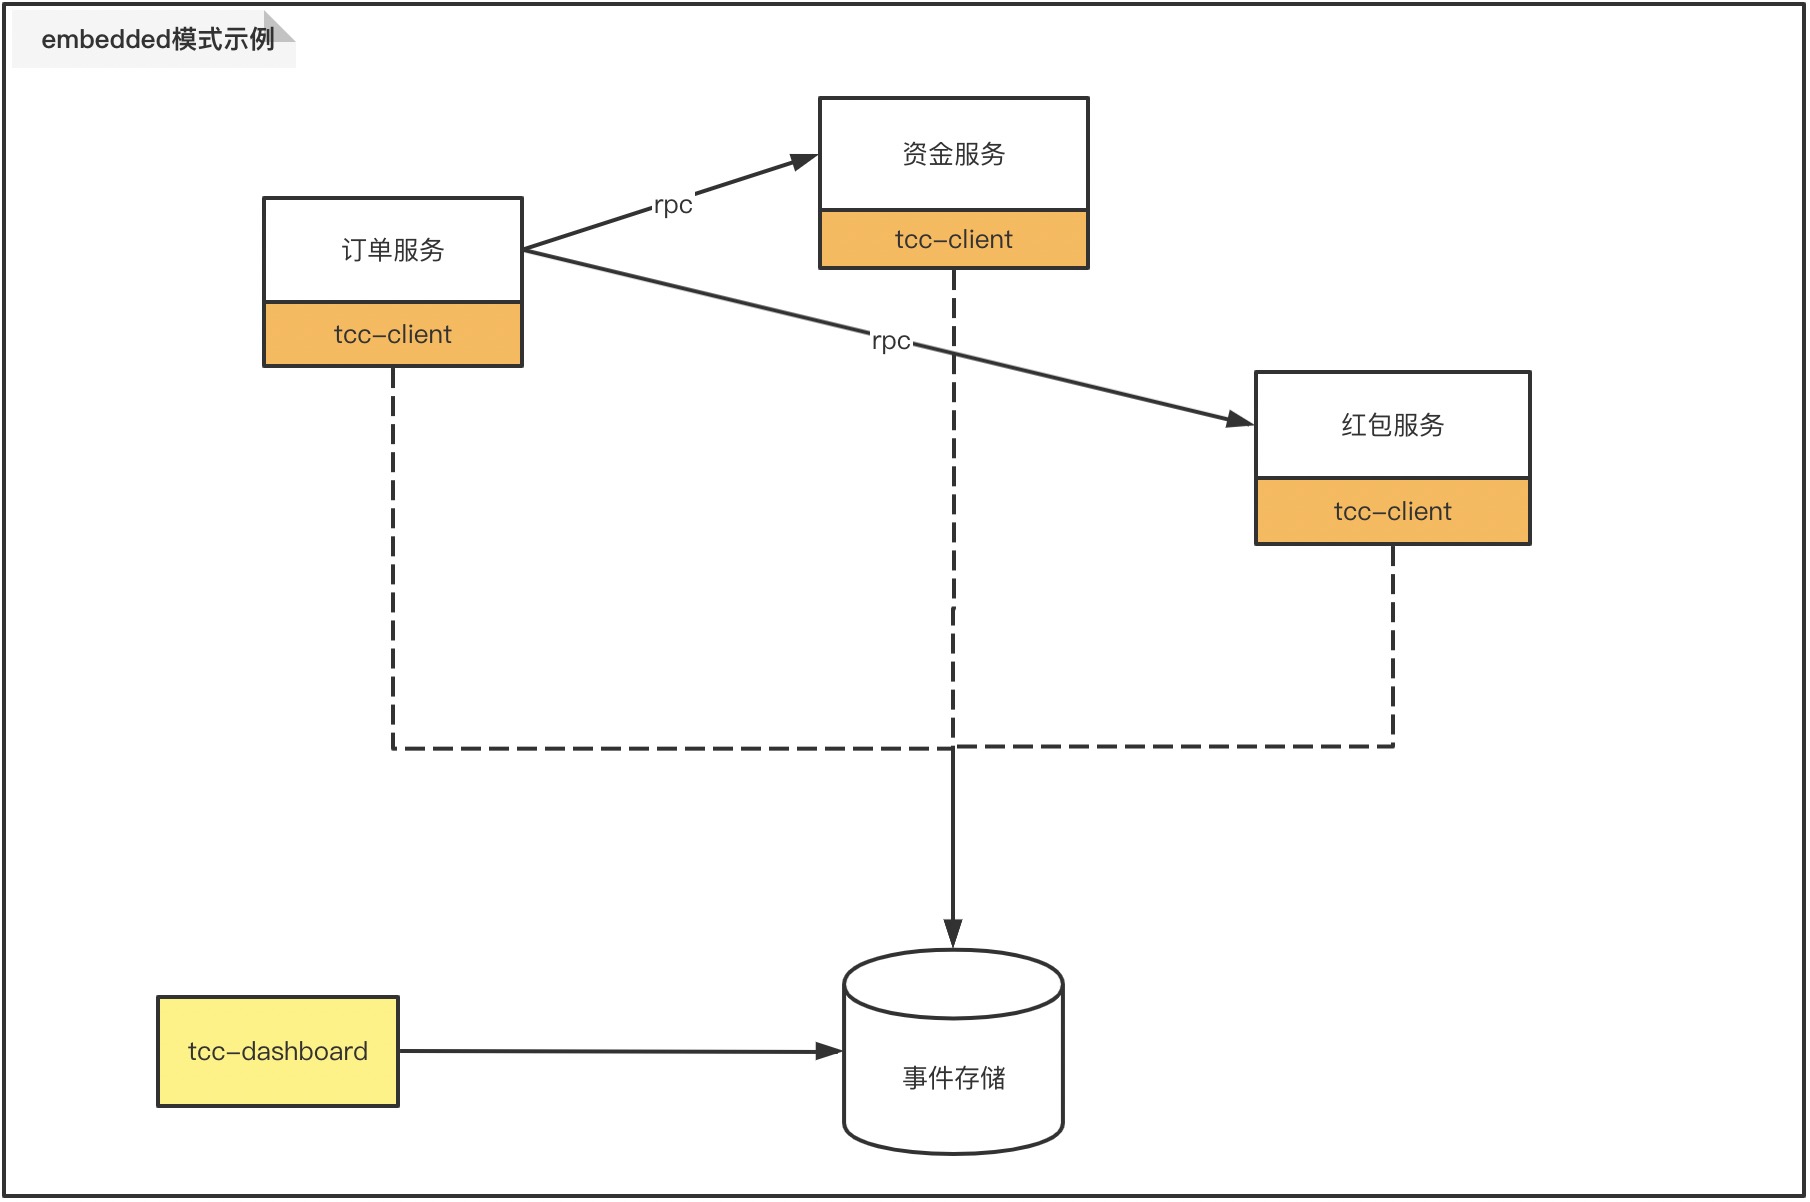 embedded模式示例
资金服务
tcc-client
rpc
订单服务
tcc-client
rpc
红包服务
tcc-client
tcc-dashboard
事件存储